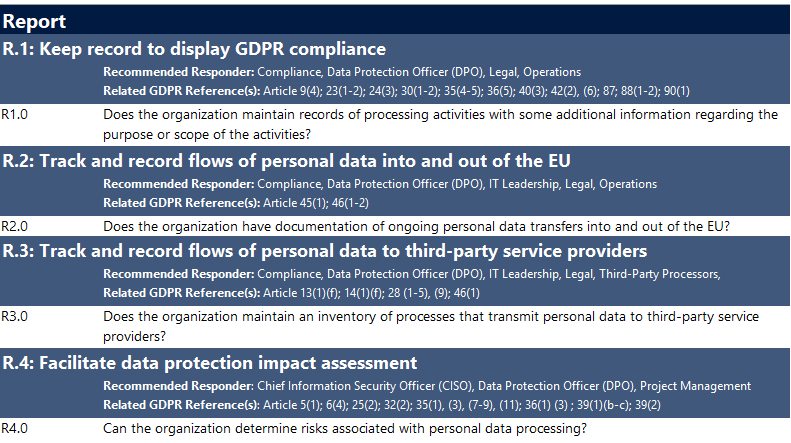 Report
R.1: Keep record to display GDPR compliance
Recommended Responder: Compliance, Data Protection Officer (DPO), Legal, Operations
Related GDPR Reference(s): Article 9(4); 23(1-2); 24(3); 30(1-2); 35(4-5); 36(5); 40(3); 42(2), (6); 87; 88(1-2); 90(1)
R1.0 Does the organization maintain records of processing activities with some additional information regarding the
purpose or scope of the activities?
R.2: Track and record flows of personal data into and out of the EU
Recommended Responder: Compliance, Data Protection Officer (DPO), IT Leadership, Legal, Operations
Related GDPR Reference(s): Article 45(1); 46(1-2)
R2.0 Does the organization have documentation of ongoing personal data transfers into and out of the EU?
R.3: Track and record flows of personal data to third-party service providers
Recommended Responder: Compliance, Data Protection Officer (DPO), IT Leadership, Legal, Third-Party Processors,
Related GDPR Reference(s): Article 13(1)(f); 14(1)(f); 28 (1-5), (9); 46(1)
R3.0 Does the organization maintain an inventory of processes that transmit personal data to third-party service
providers?
R.4: Facilitate data protection impact assessment
Recommended Responder: Chief Information Security Officer (CISO), Data Protection Officer (DPO), Project Management
Related GDPR Reference(s): Article 5(1); 6(4); 25(2); 32(2); 35(1), (3), (7-9), (11); 36(1) (3) ; 39(1)(b-c); 39(2)
R4.0 Can the organization determine risks associated with personal data processing?